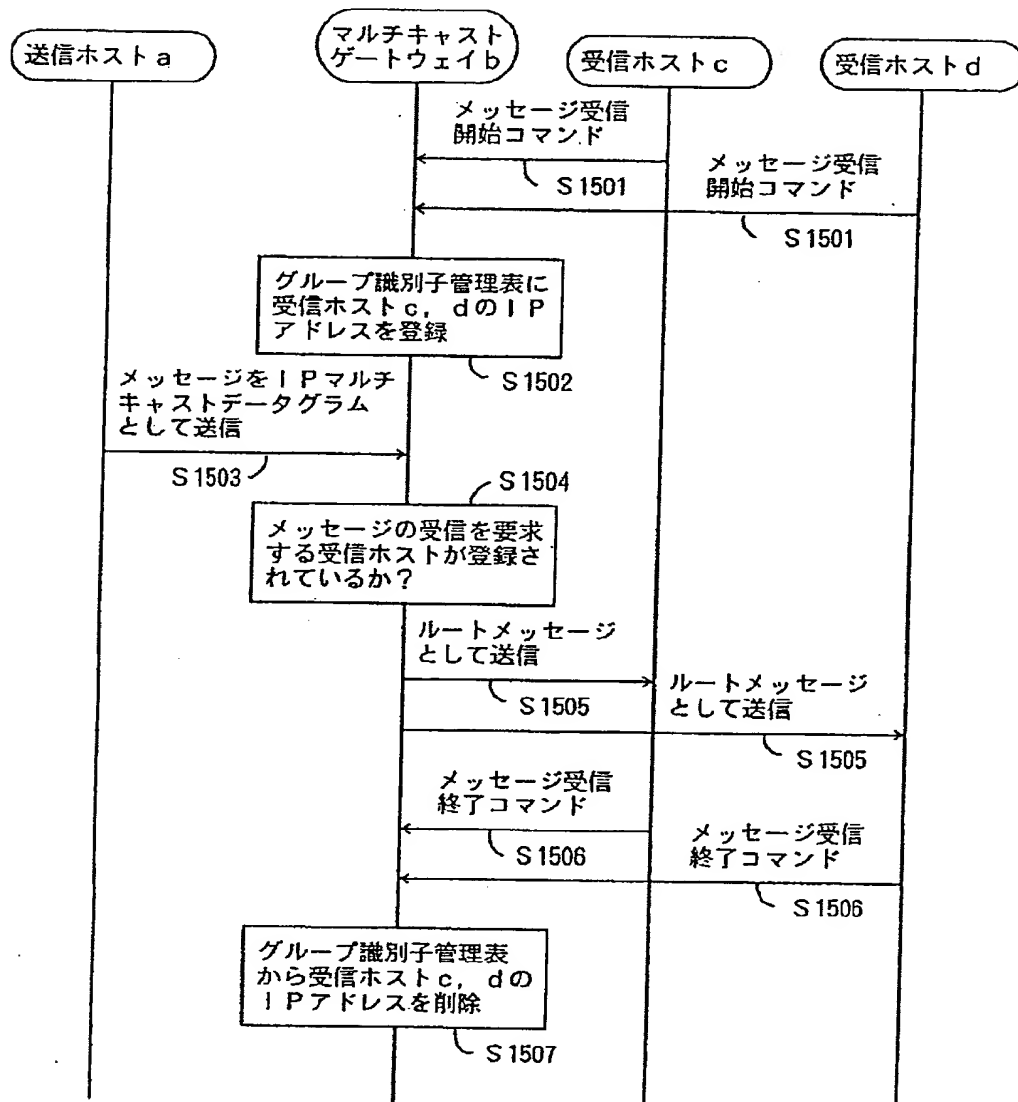 送信ホストa
マルチキャスト
ゲートウェイb
受信ホストc
受信ホストd
メッセージ受信
開始コマンド
S1501
メッセージ受信
開始コマンド
S1501
グループ識別子管理表に
受信ホストc，dのIP
アドレスを登録
S1502
メッセージをIPマルチ
キャストデータグラム
として送信
S1503
S1504
メッセージの受信を要求
する受信ホストが登録さ
れているか？
ルートメッセージ
として送信
S1505
ルートメッセージ
として送信
S1505
メッセージ受信
終了コマンド
S1506
メッセージ受信
終了コマンド
S1506
グループ識別子管理表
から受信ホストc，dの
IPアドレスを削除
S1507